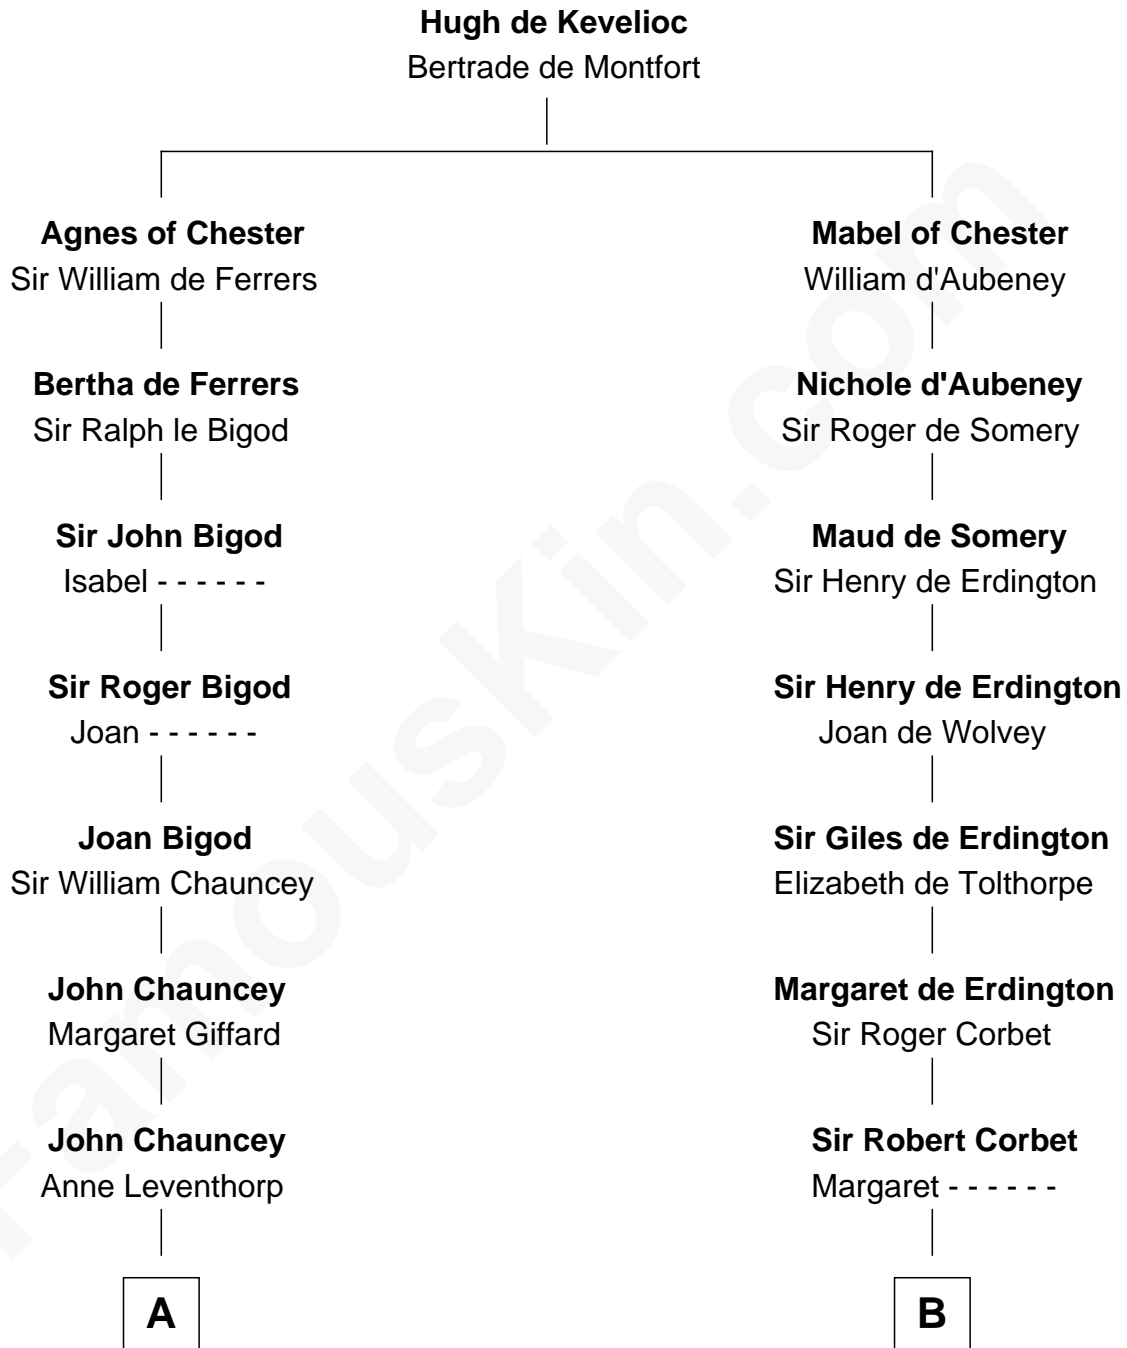 Hugh de Kevelioc
Bertrade de Montfort
Agnes of Chester
Sir William de Ferrers
Mabel of Chester
William d'Aubeney
Bertha de Ferrers
Sir Ralph le Bigod
Nichole d'Aubeney
Sir Roger de Somery
Sir John Bigod
Isabel - - - - - -
Maud de Somery
Sir Henry de Erdington
Sir Roger Bigod
Joan - - - - - -
Sir Henry de Erdington
Joan de Wolvey
Joan Bigod
Sir William Chauncey
Sir Giles de Erdington
Elizabeth de Tolthorpe
John Chauncey
Margaret Giffard
Margaret de Erdington
Sir Roger Corbet
John Chauncey
Anne Leventhorp
Sir Robert Corbet
Margaret - - - - - -
A
B
FamousKin.com